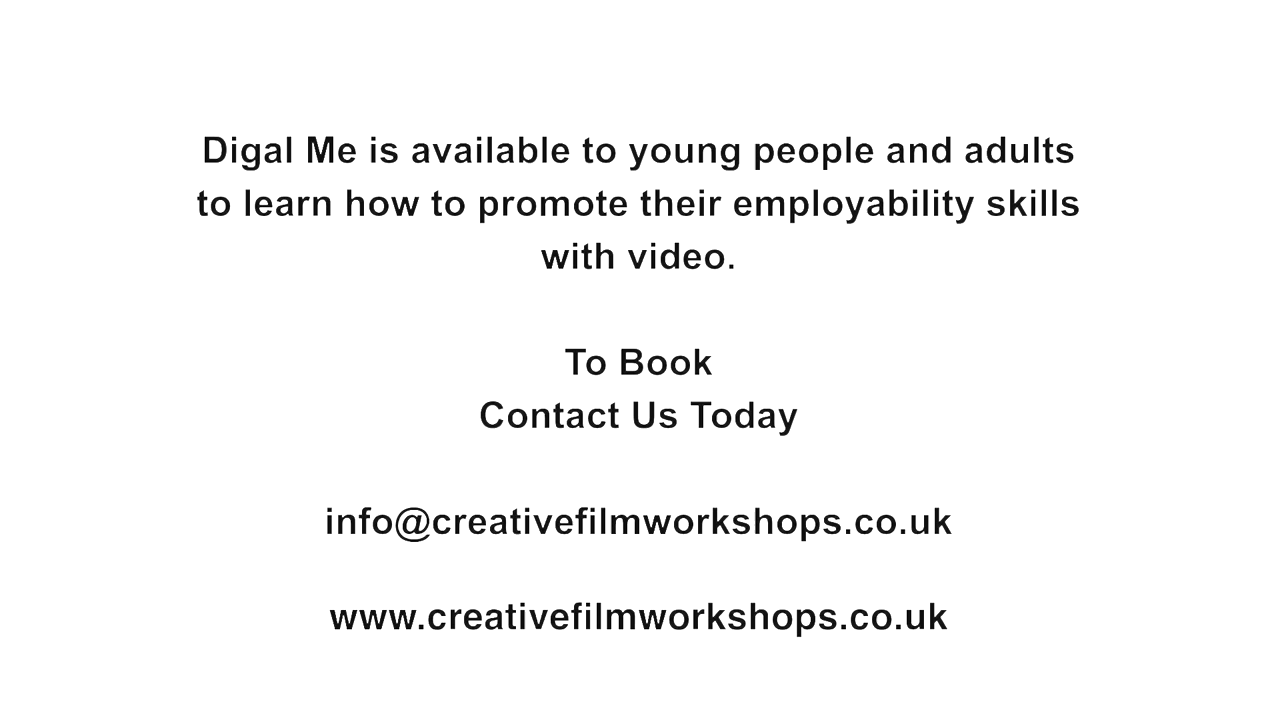 Digal Me is available to young people and adults
to learn how to promote their employability skills
with video.
To Book
Contact Us Today
info@creativefilmworkshops.co.uk
www.creativefilmworkshops.co.uk